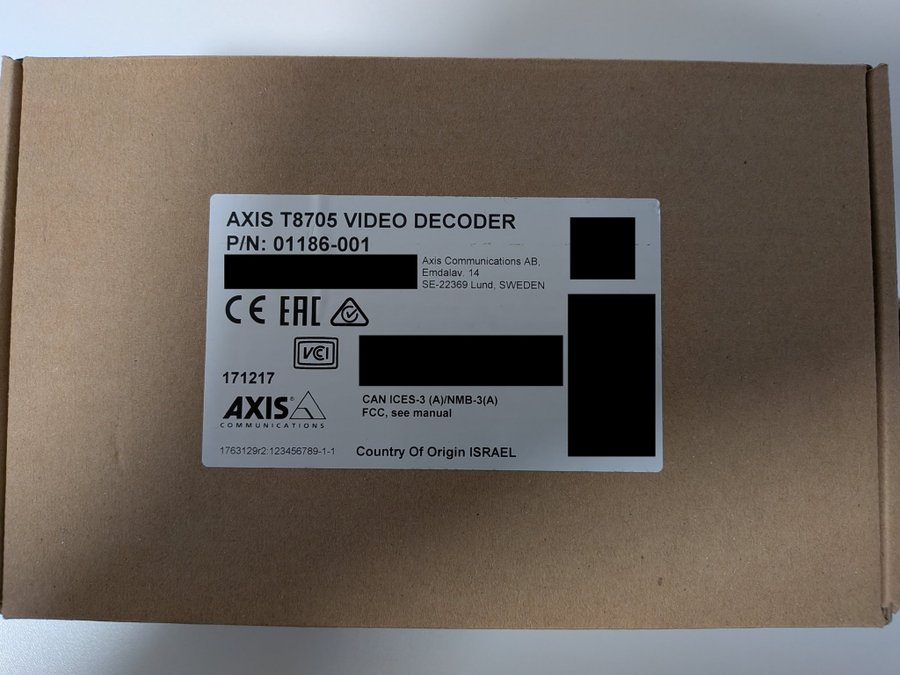 AXIS T8705 VIDEO DECODER
P/N: 01186-001
Axis Communications AB,
Emdalav. 14
SE-22369 Lund, SWEDEN
CE EAC
VCCI
171217
CAN ICES-3 (A)/NMB-3(A)
FCC, see manual
AXIS®
COMMUNICATIONS
1763129r2:123456789-1-1
Country Of Origin ISRAEL